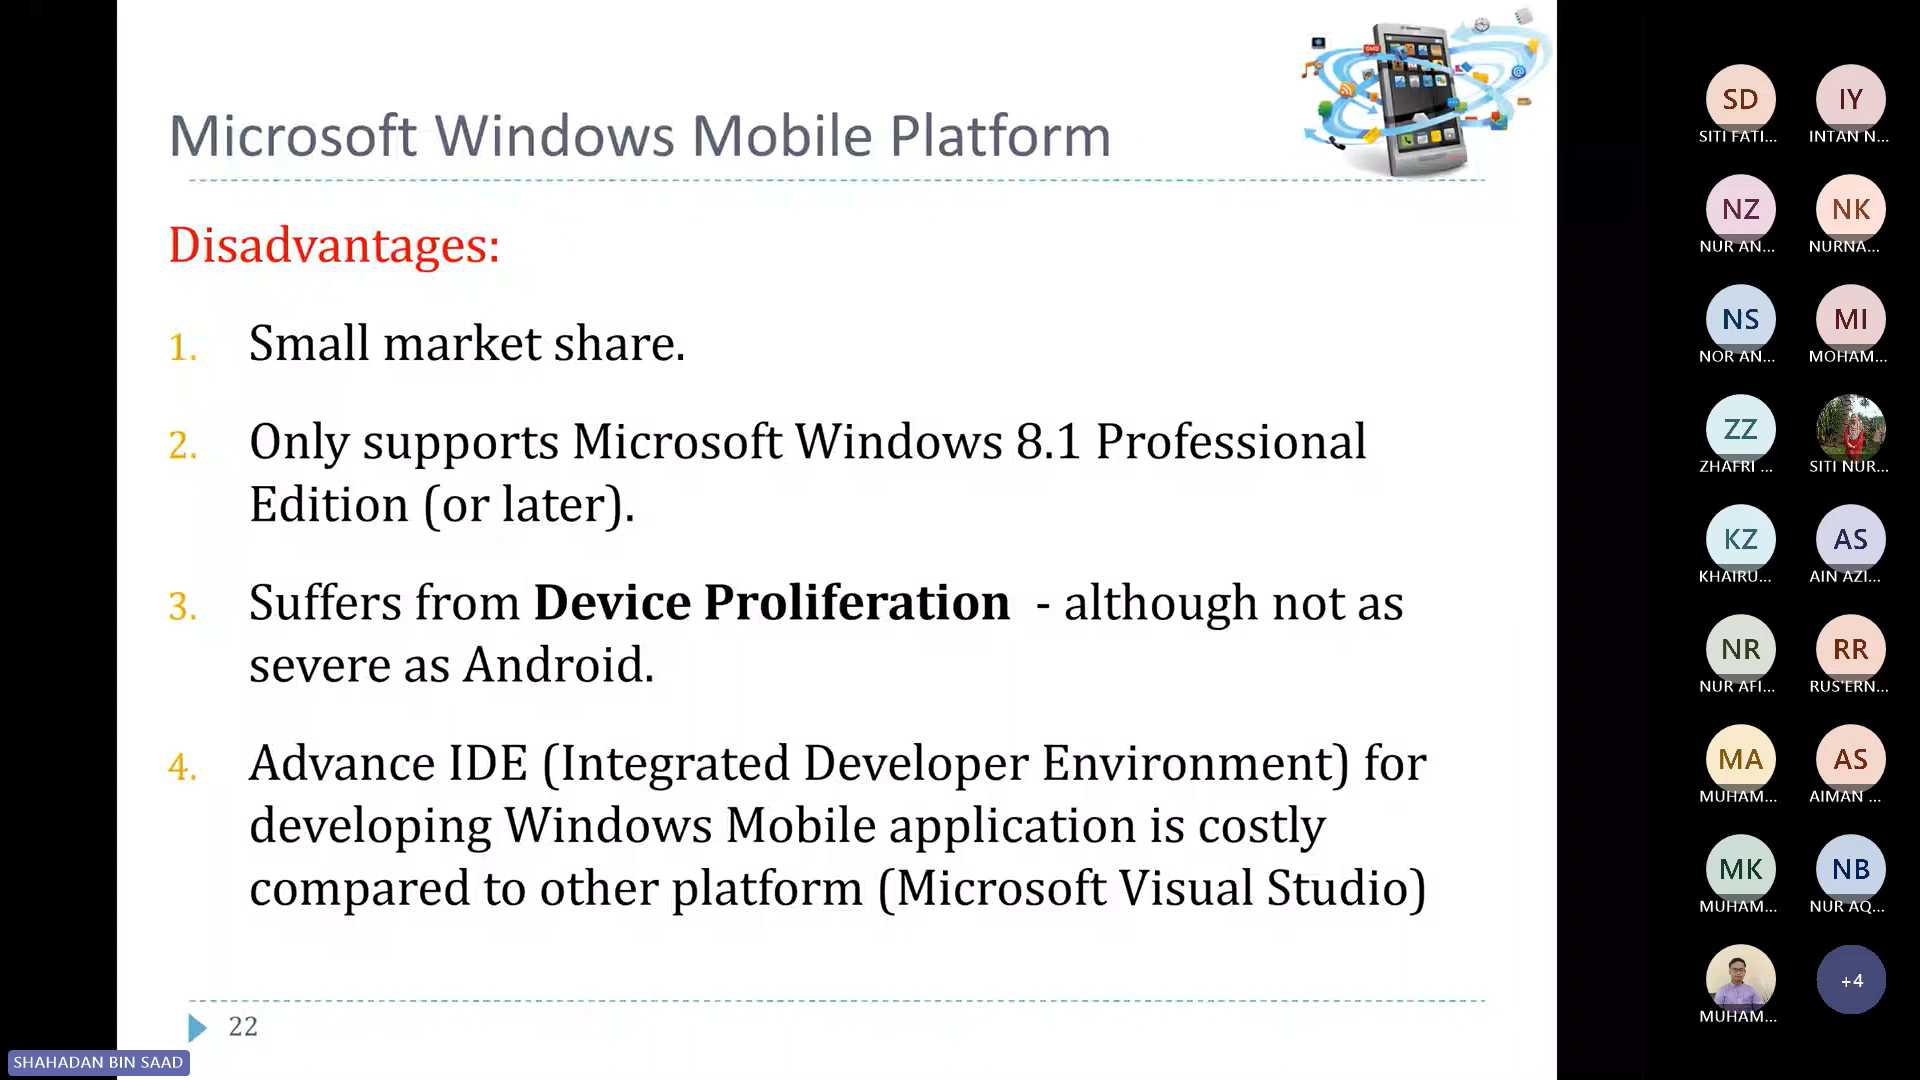 Microsoft Windows Mobile Platform
Disadvantages:
1. Small market share.
2. Only supports Microsoft Windows 8.1 Professional
Edition (or later).
3. Suffers from Device Proliferation - although not as
severe as Android.
4. Advance IDE (Integrated Developer Environment) for
developing Windows Mobile application is costly
compared to other platform (Microsoft Visual Studio)
22
SHAHADAN BIN SAAD
SD IY
SITI FATI... INTAN N...
NZ NK
NUR AN... NURNA...
NS MI
NOR AN... MOHAM...
ZZ
ZHAFRI ... SITI NUR...
KZ AS
KHAIRU... AIN AZI...
NR RR
NUR AFI... RUS'ERN...
MA AS
MUHAM... AIMAN ...
MK NB
MUHAM... NUR AQ...
+4
MUHAM...